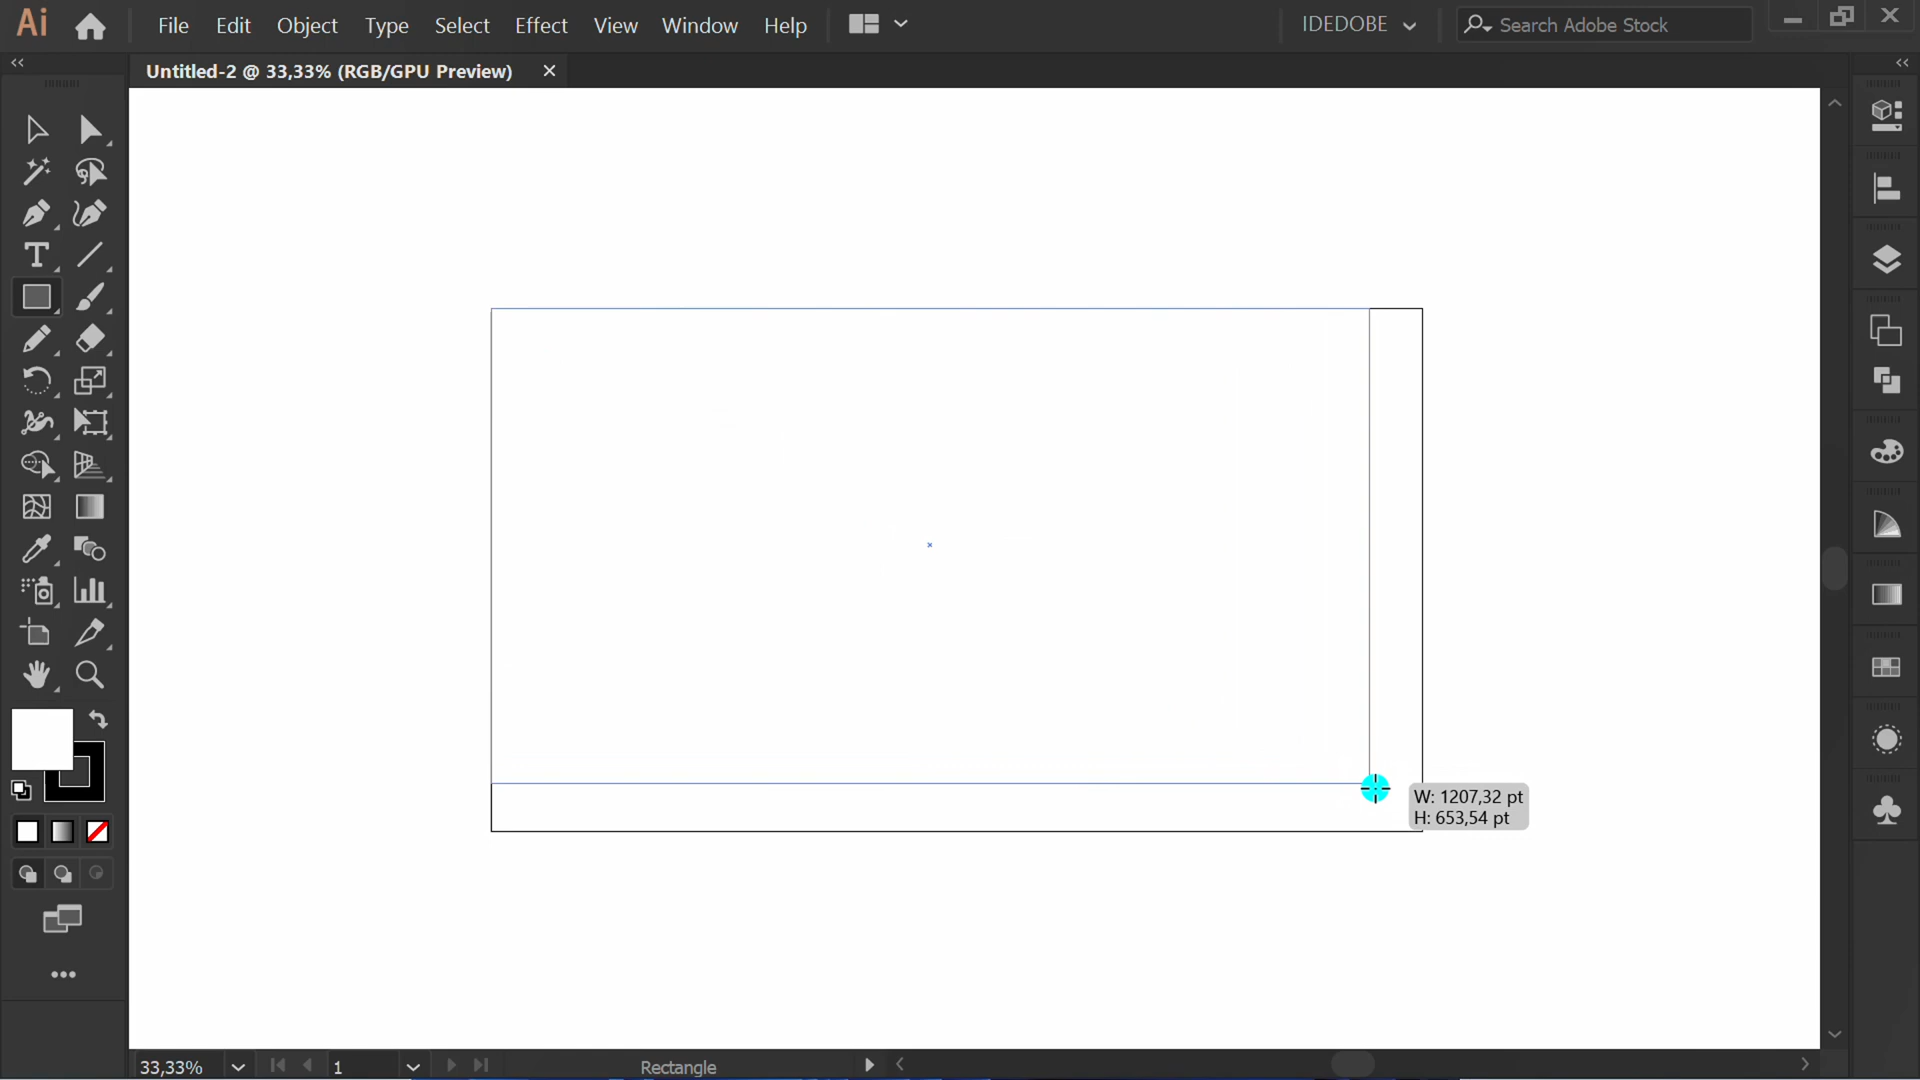 Ai File Edit Object Type Select Effect View Window Help IDEDOBE Search Adobe Stock
Untitled-2 @ 33,33% (RGB/GPU Preview)
W: 1207,32 pt
H: 653,54 pt
33,33% 1 Rectangle